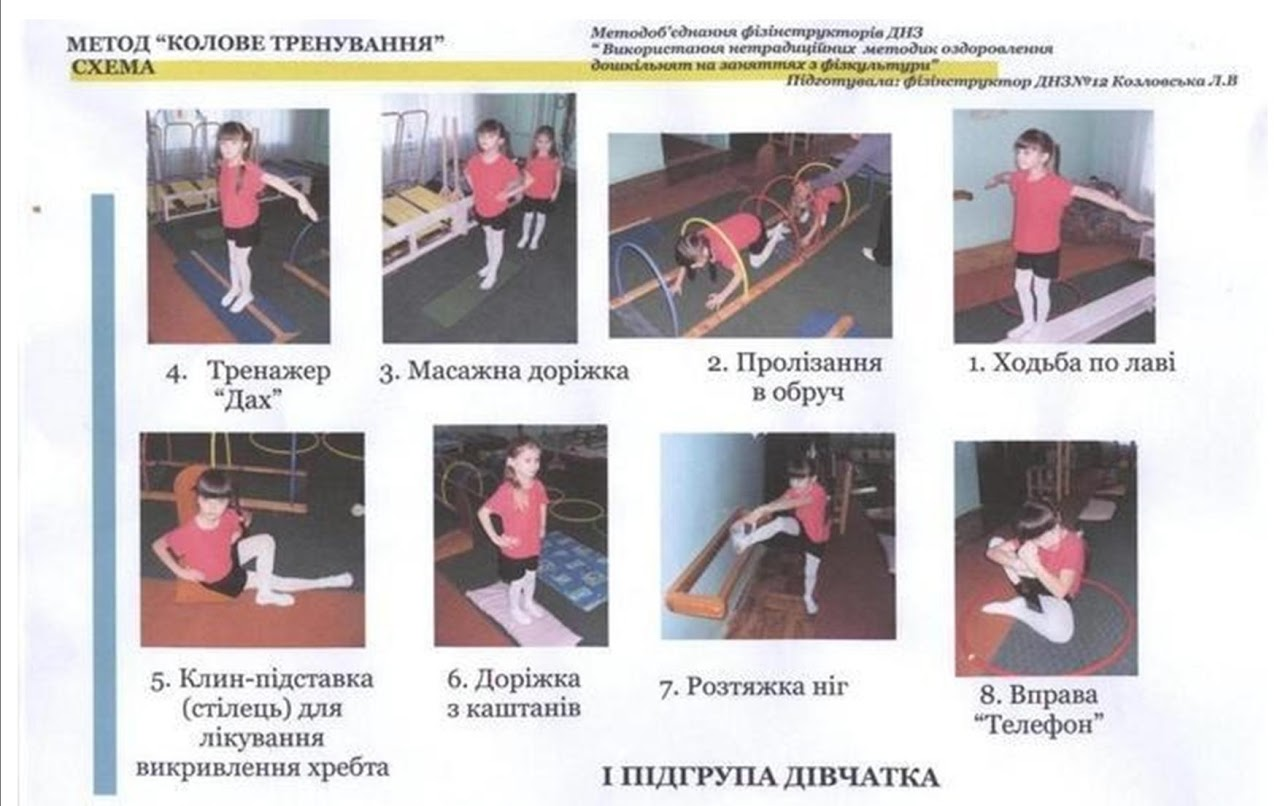 МЕТОД “КОЛОВЕ ТРЕНУВАННЯ”
СХЕМА
Методоб’єднання фізінструкторів ДНЗ
“ Використання нетрадиційних методик оздоровлення
дошкільнят на заняттях з фізкультури”
Підготувала: фізінструктор ДНЗ№12 Козловська Л.В
4. Тренажер
“Дах”
3. Масажна доріжка
2. Пролізання
в обруч
1. Ходьба по лаві
5. Клин-підставка
(стілець) для
лікування
викривлення хребта
6. Доріжка
з каштанів
7. Розтяжка ніг
8. Вправа
“Телефон”
І ПІДГРУПА ДІВЧАТКА